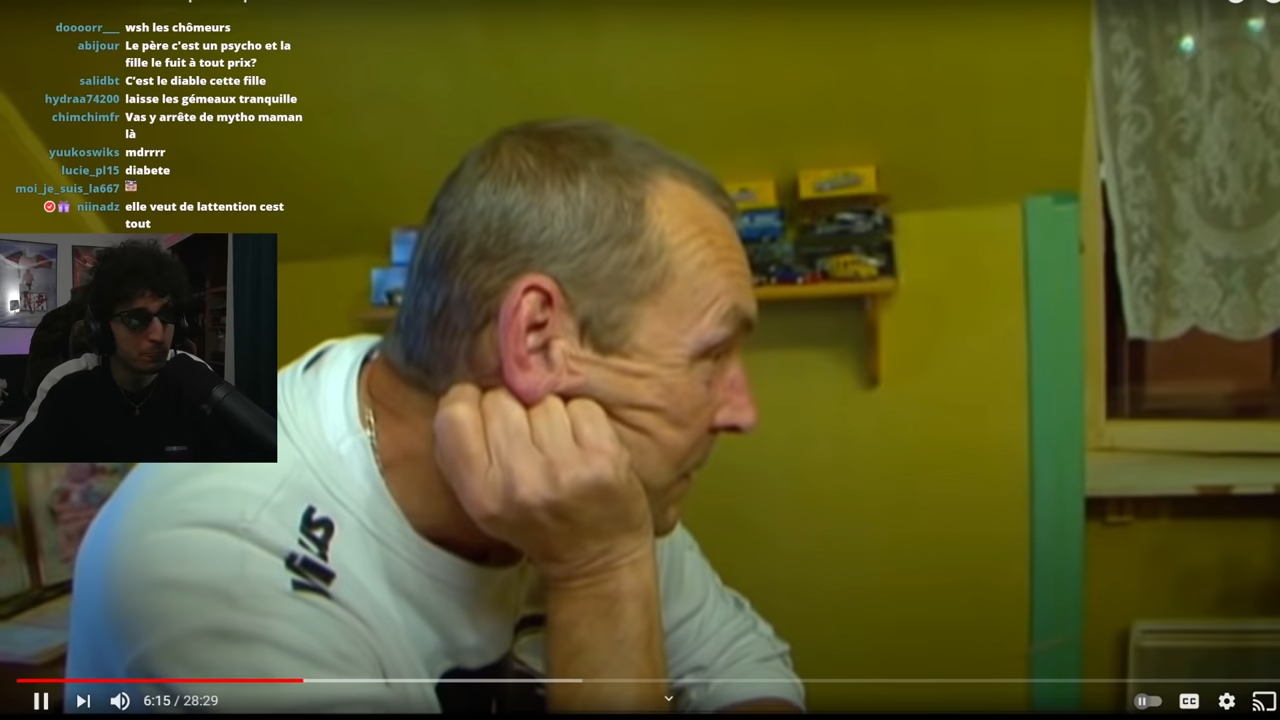 doooorr___ wsh les chômeurs
abijour Le père c'est un psycho et la
fille le fuit à tout prix?
salidbt C'est le diable cette fille
hydraa74200 laisse les gémeaux tranquille
chimchimfr Vas y arrête de mytho maman
là
yuukoswiks mdrrrr
lucie_pl15 diabete
moi_je_suis_la667
niinadz elle veut de lattention cest
tout
6:15 / 28:29
CC